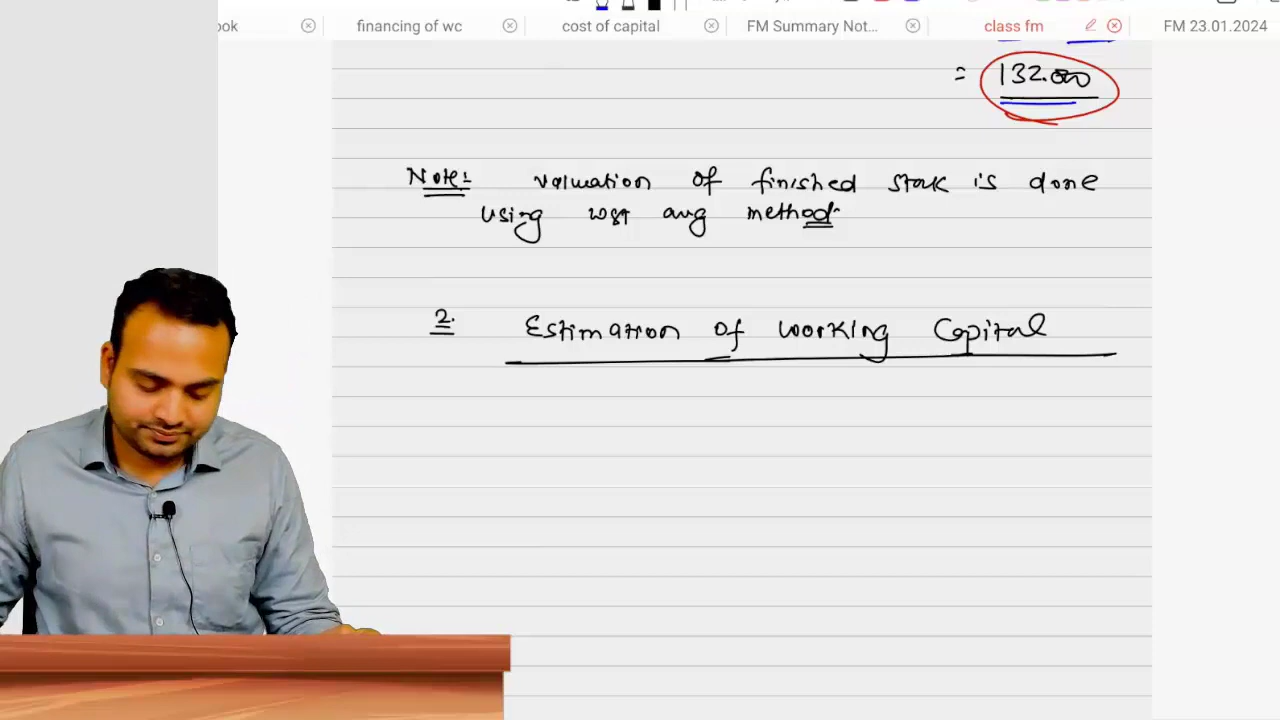 ook
financing of wc
cost of capital
FM Summary Not...
class fm
FM 23.01.2024
= 132.000
Note: Valuation of finished stock is done
using wgt avg method.
2. Estimation of Working Capital